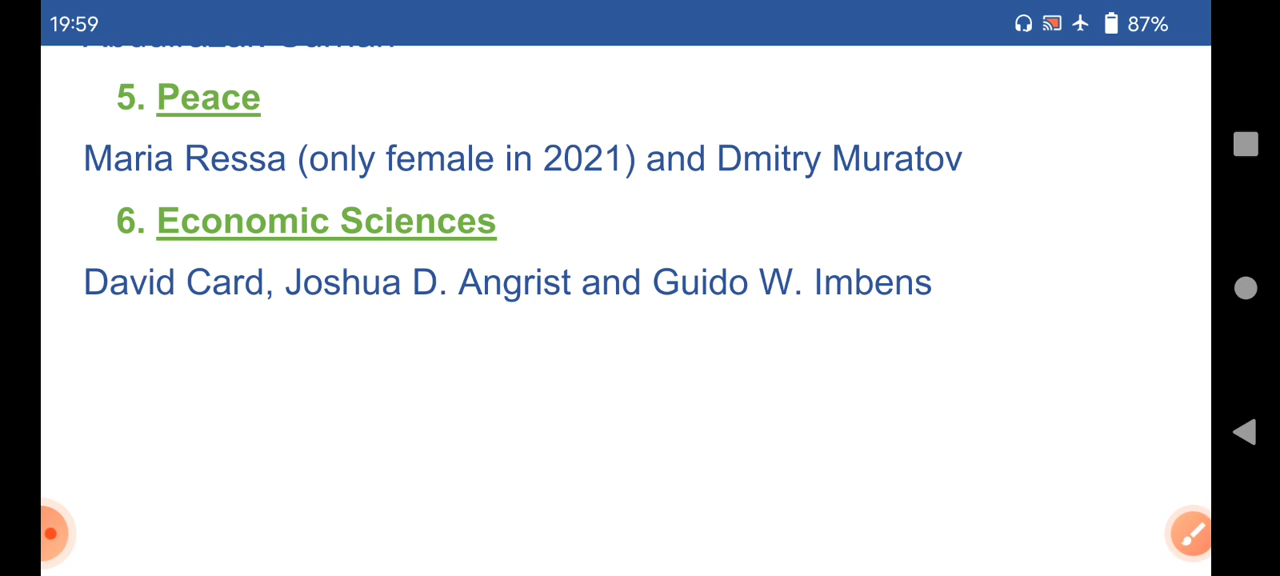 19:59 87%
5. Peace
Maria Ressa (only female in 2021) and Dmitry Muratov
6. Economic Sciences
David Card, Joshua D. Angrist and Guido W. Imbens